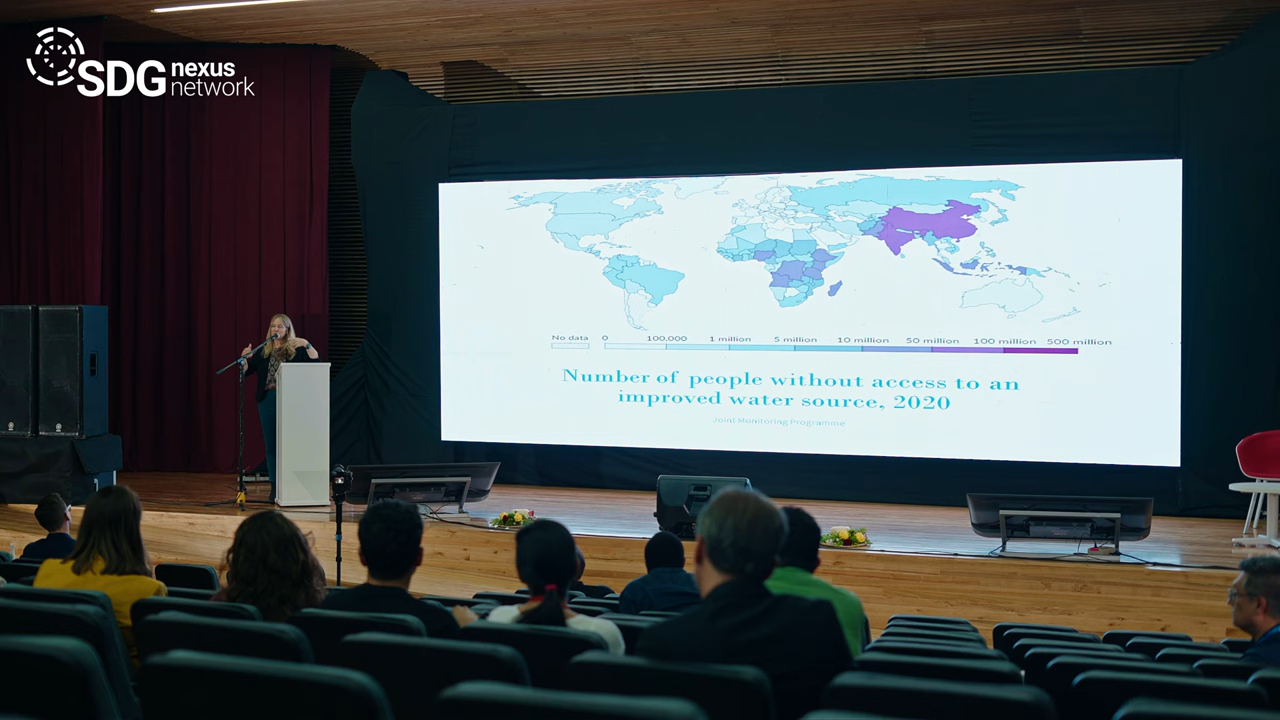 SDG nexus network
No data 0 100,000 1 million 5 million 10 million 50 million 100 million 500 million
Number of people without access to an
improved water source, 2020
Joint Monitoring Programme